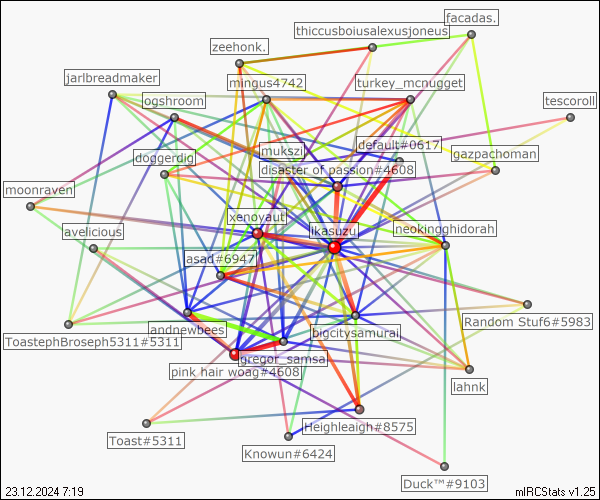 facadas.
thiccusboiusalexusjoneus
zeehonk.
jarlbreadmaker
mingus4742
turkey_mcnugget
ogshroom
tescoroll
default#0617
mukszi
gazpachoman
doggerdig
disaster of passion#4608
moonraven
xenoyaut
ikasuzu
neokingghidorah
avelicious
asad#6947
Random Stuf6#5983
ToastephBroseph5311#5311
andnewbees
bigcitysamurai
gregor_samsa
pink hair woag#4608
lahnk
Heighleagh#8575
Toast#5311
Knowun#6424
Duck™#9103
23.12.2024 7:19
mIRCStats v1.25